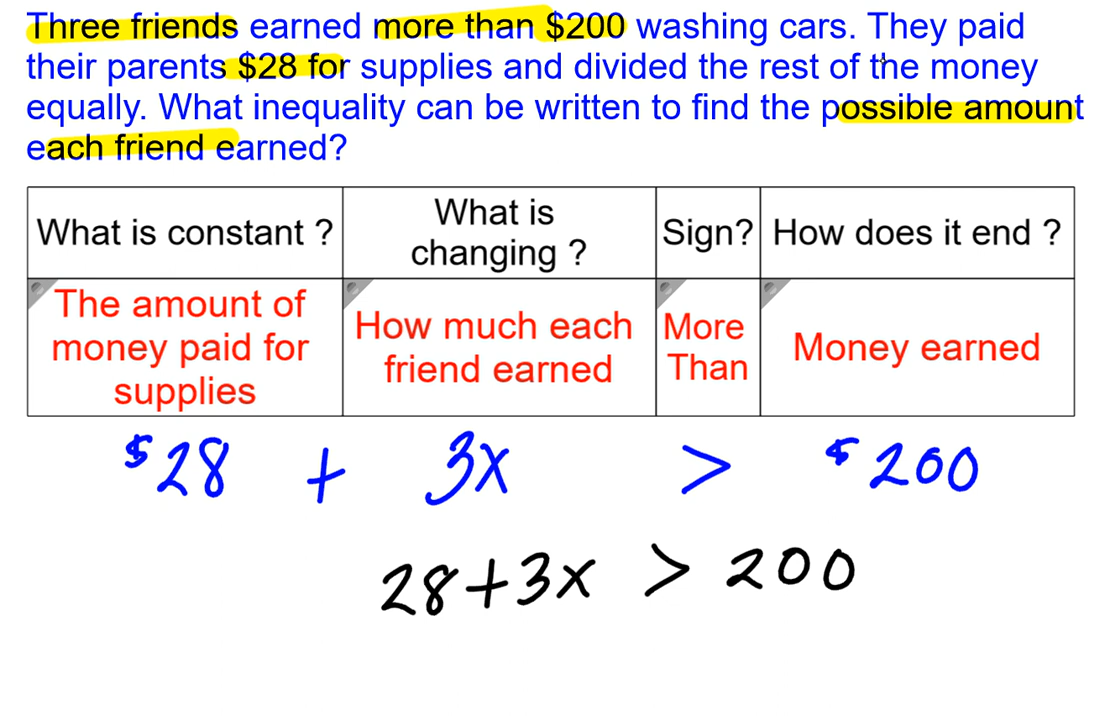 Three friends earned more than $200 washing cars. They paid
their parents $28 for supplies and divided the rest of the money
equally. What inequality can be written to find the possible amount
each friend earned?
What is constant ?
What is
changing ?
Sign?
How does it end ?
The amount of
money paid for
supplies
How much each
friend earned
More
Than
Money earned
$28 + 3x > $200
28+3x > 200